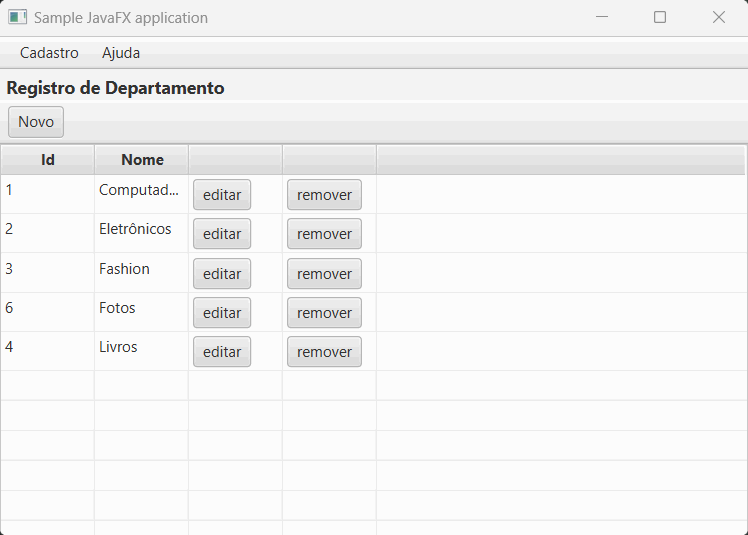 Sample JavaFX application
Cadastro Ajuda
Registro de Departamento
Novo
Id Nome
1 Computad... editar remover
2 Eletrônicos editar remover
3 Fashion editar remover
6 Fotos editar remover
4 Livros editar remover